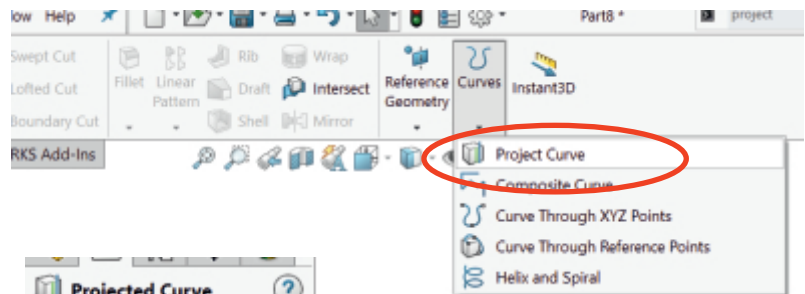 ow Help Part8 * project
Swept Cut Rib Wrap
Lofted Cut Fillet Linear Pattern Draft Intersect Reference Geometry Curves Instant3D
Boundary Cut Shell Mirror
RKS Add-Ins
Project Curve
Composite Curve
Curve Through XYZ Points
Curve Through Reference Points
Helix and Spiral
Projected Curve ?